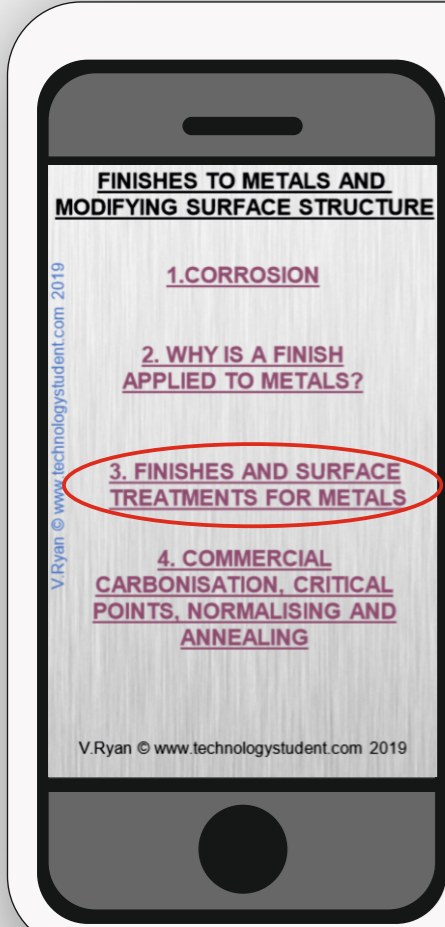 FINISHES TO METALS AND
MODIFYING SURFACE STRUCTURE
V.Ryan © www.technologystudent.com 2019
1.CORROSION
2. WHY IS A FINISH
APPLIED TO METALS?
3. FINISHES AND SURFACE
TREATMENTS FOR METALS
4. COMMERCIAL
CARBONISATION, CRITICAL
POINTS, NORMALISING AND
ANNEALING
V.Ryan © www.technologystudent.com 2019